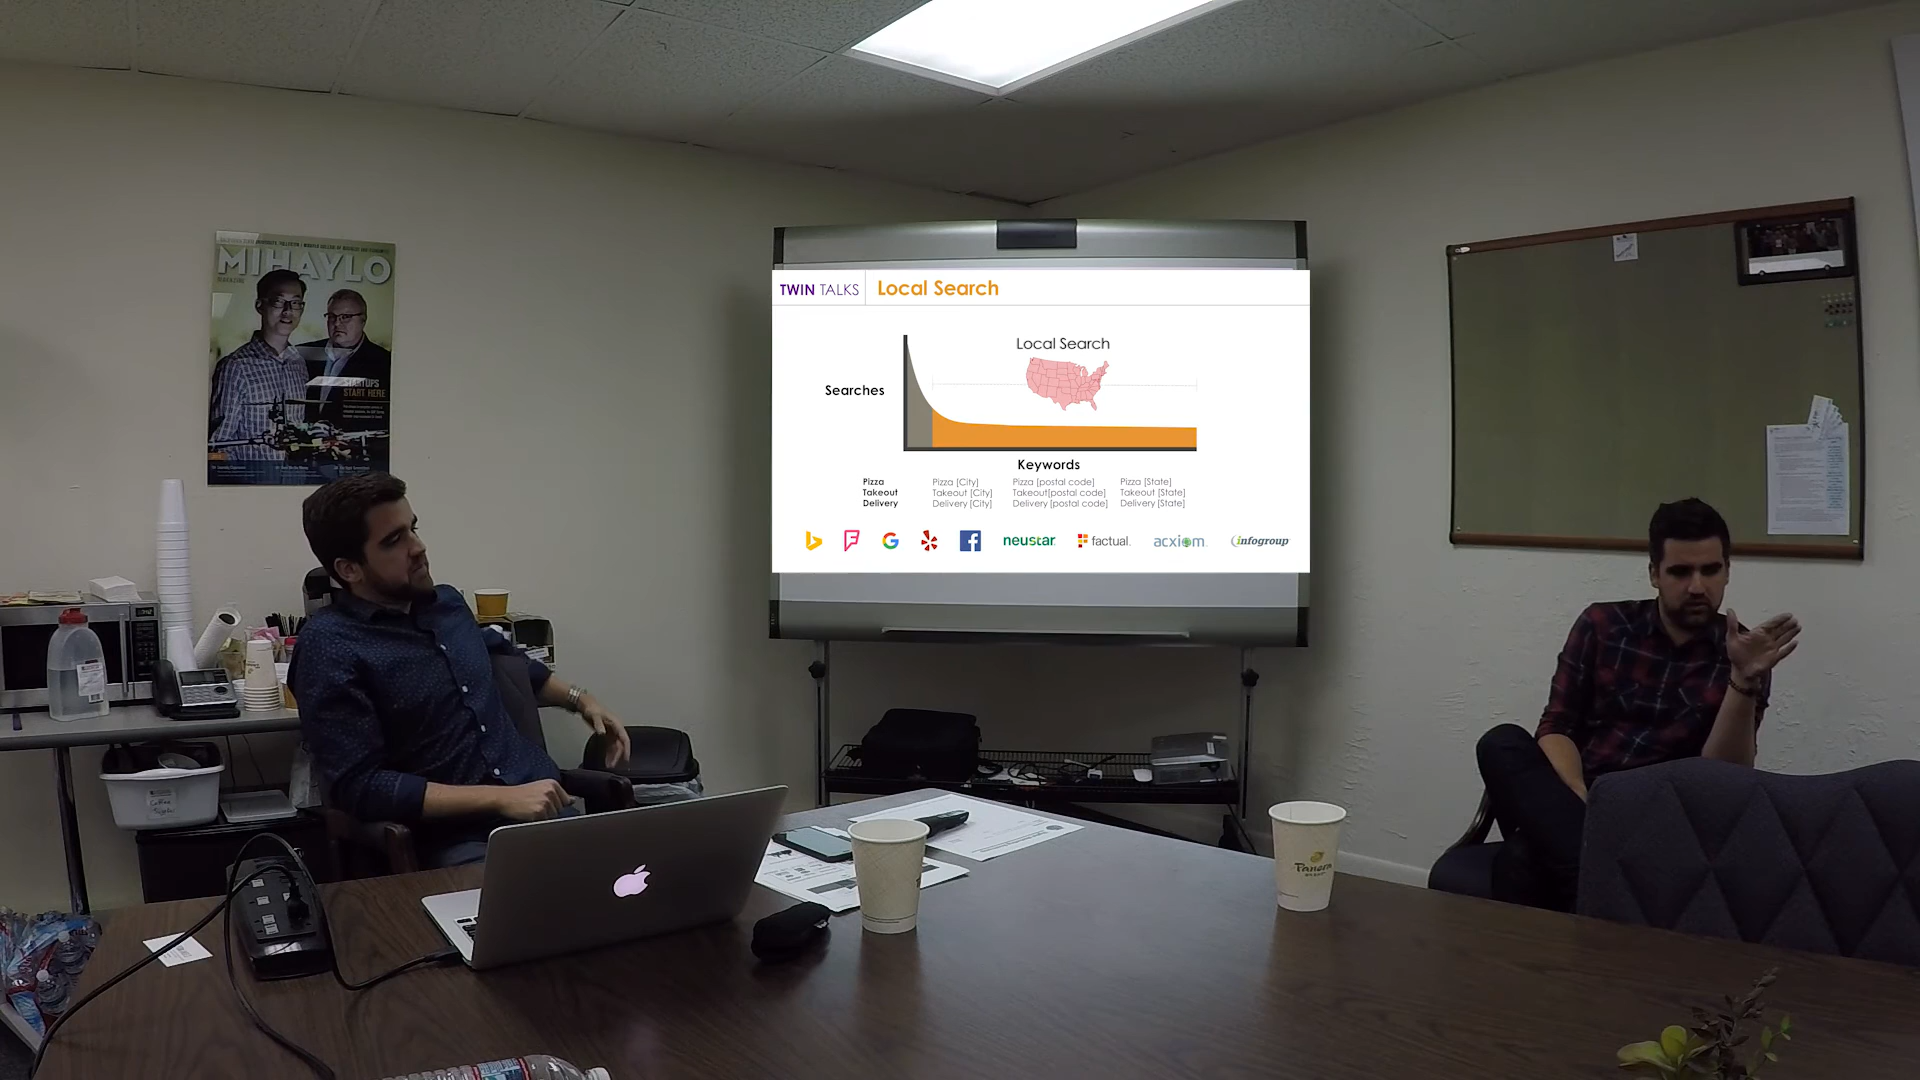 MIHAYLO
MAGAZINE
STARTUPS
START HERE
TWIN TALKS
Local Search
Local Search
Searches
Keywords
Pizza Pizza [City] Pizza [postal code] Pizza [State]
Takeout Takeout [City] Takeout[postal code] Takeout [State]
Delivery Delivery [City] Delivery [postal code] Delivery [State]
neustar factual. acxiom infogroup
Panera